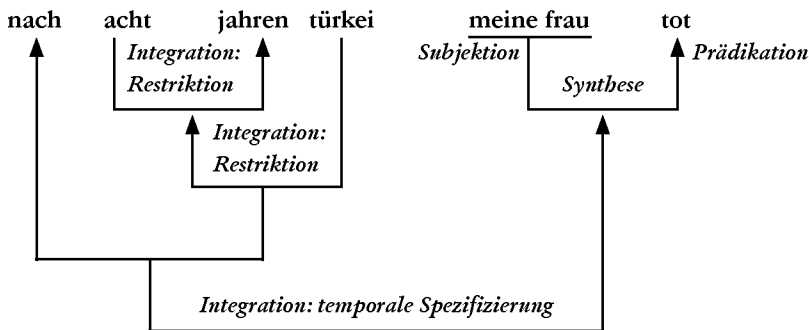 nach acht jahren türkei meine frau tot
Integration: Subjektion Prädikation
Restriktion Synthese
Integration:
Restriktion
Integration: temporale Spezifizierung